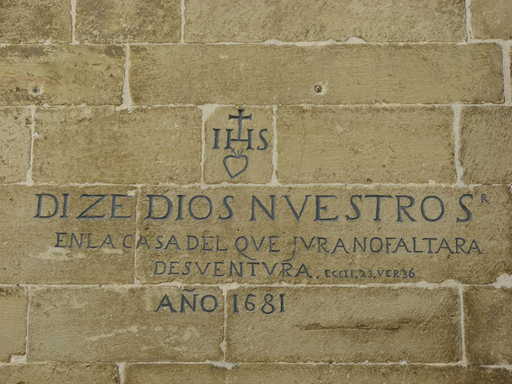 IHS
DIZE DIOS NVESTRO Sᴿ
EN LA CASA DEL QVE JVRA NO FALTARA
DESVENTVRA. ECCLI. 23. VER 36
AÑO 1681